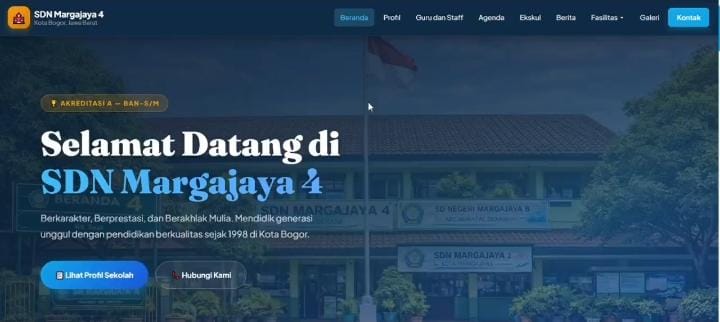 SDN Margajaya 4
Kota Bogor, Jawa Barat
Beranda
Profil
Guru dan Staff
Agenda
Ekskul
Berita
Fasilitas
Galeri
Kontak
AKREDITASI A — BAN-S/M
Selamat Datang di
SDN Margajaya 4
Berkarakter, Berprestasi, dan Berakhlak Mulia. Mendidik generasi
unggul dengan pendidikan berkualitas sejak 1998 di Kota Bogor.
BERANDA 4
SDN MARGAJAYA 4
SD NEGERI MARGAJAYA
SDN MARGAJAYA
Lihat Profil Sekolah
Hubungi Kami